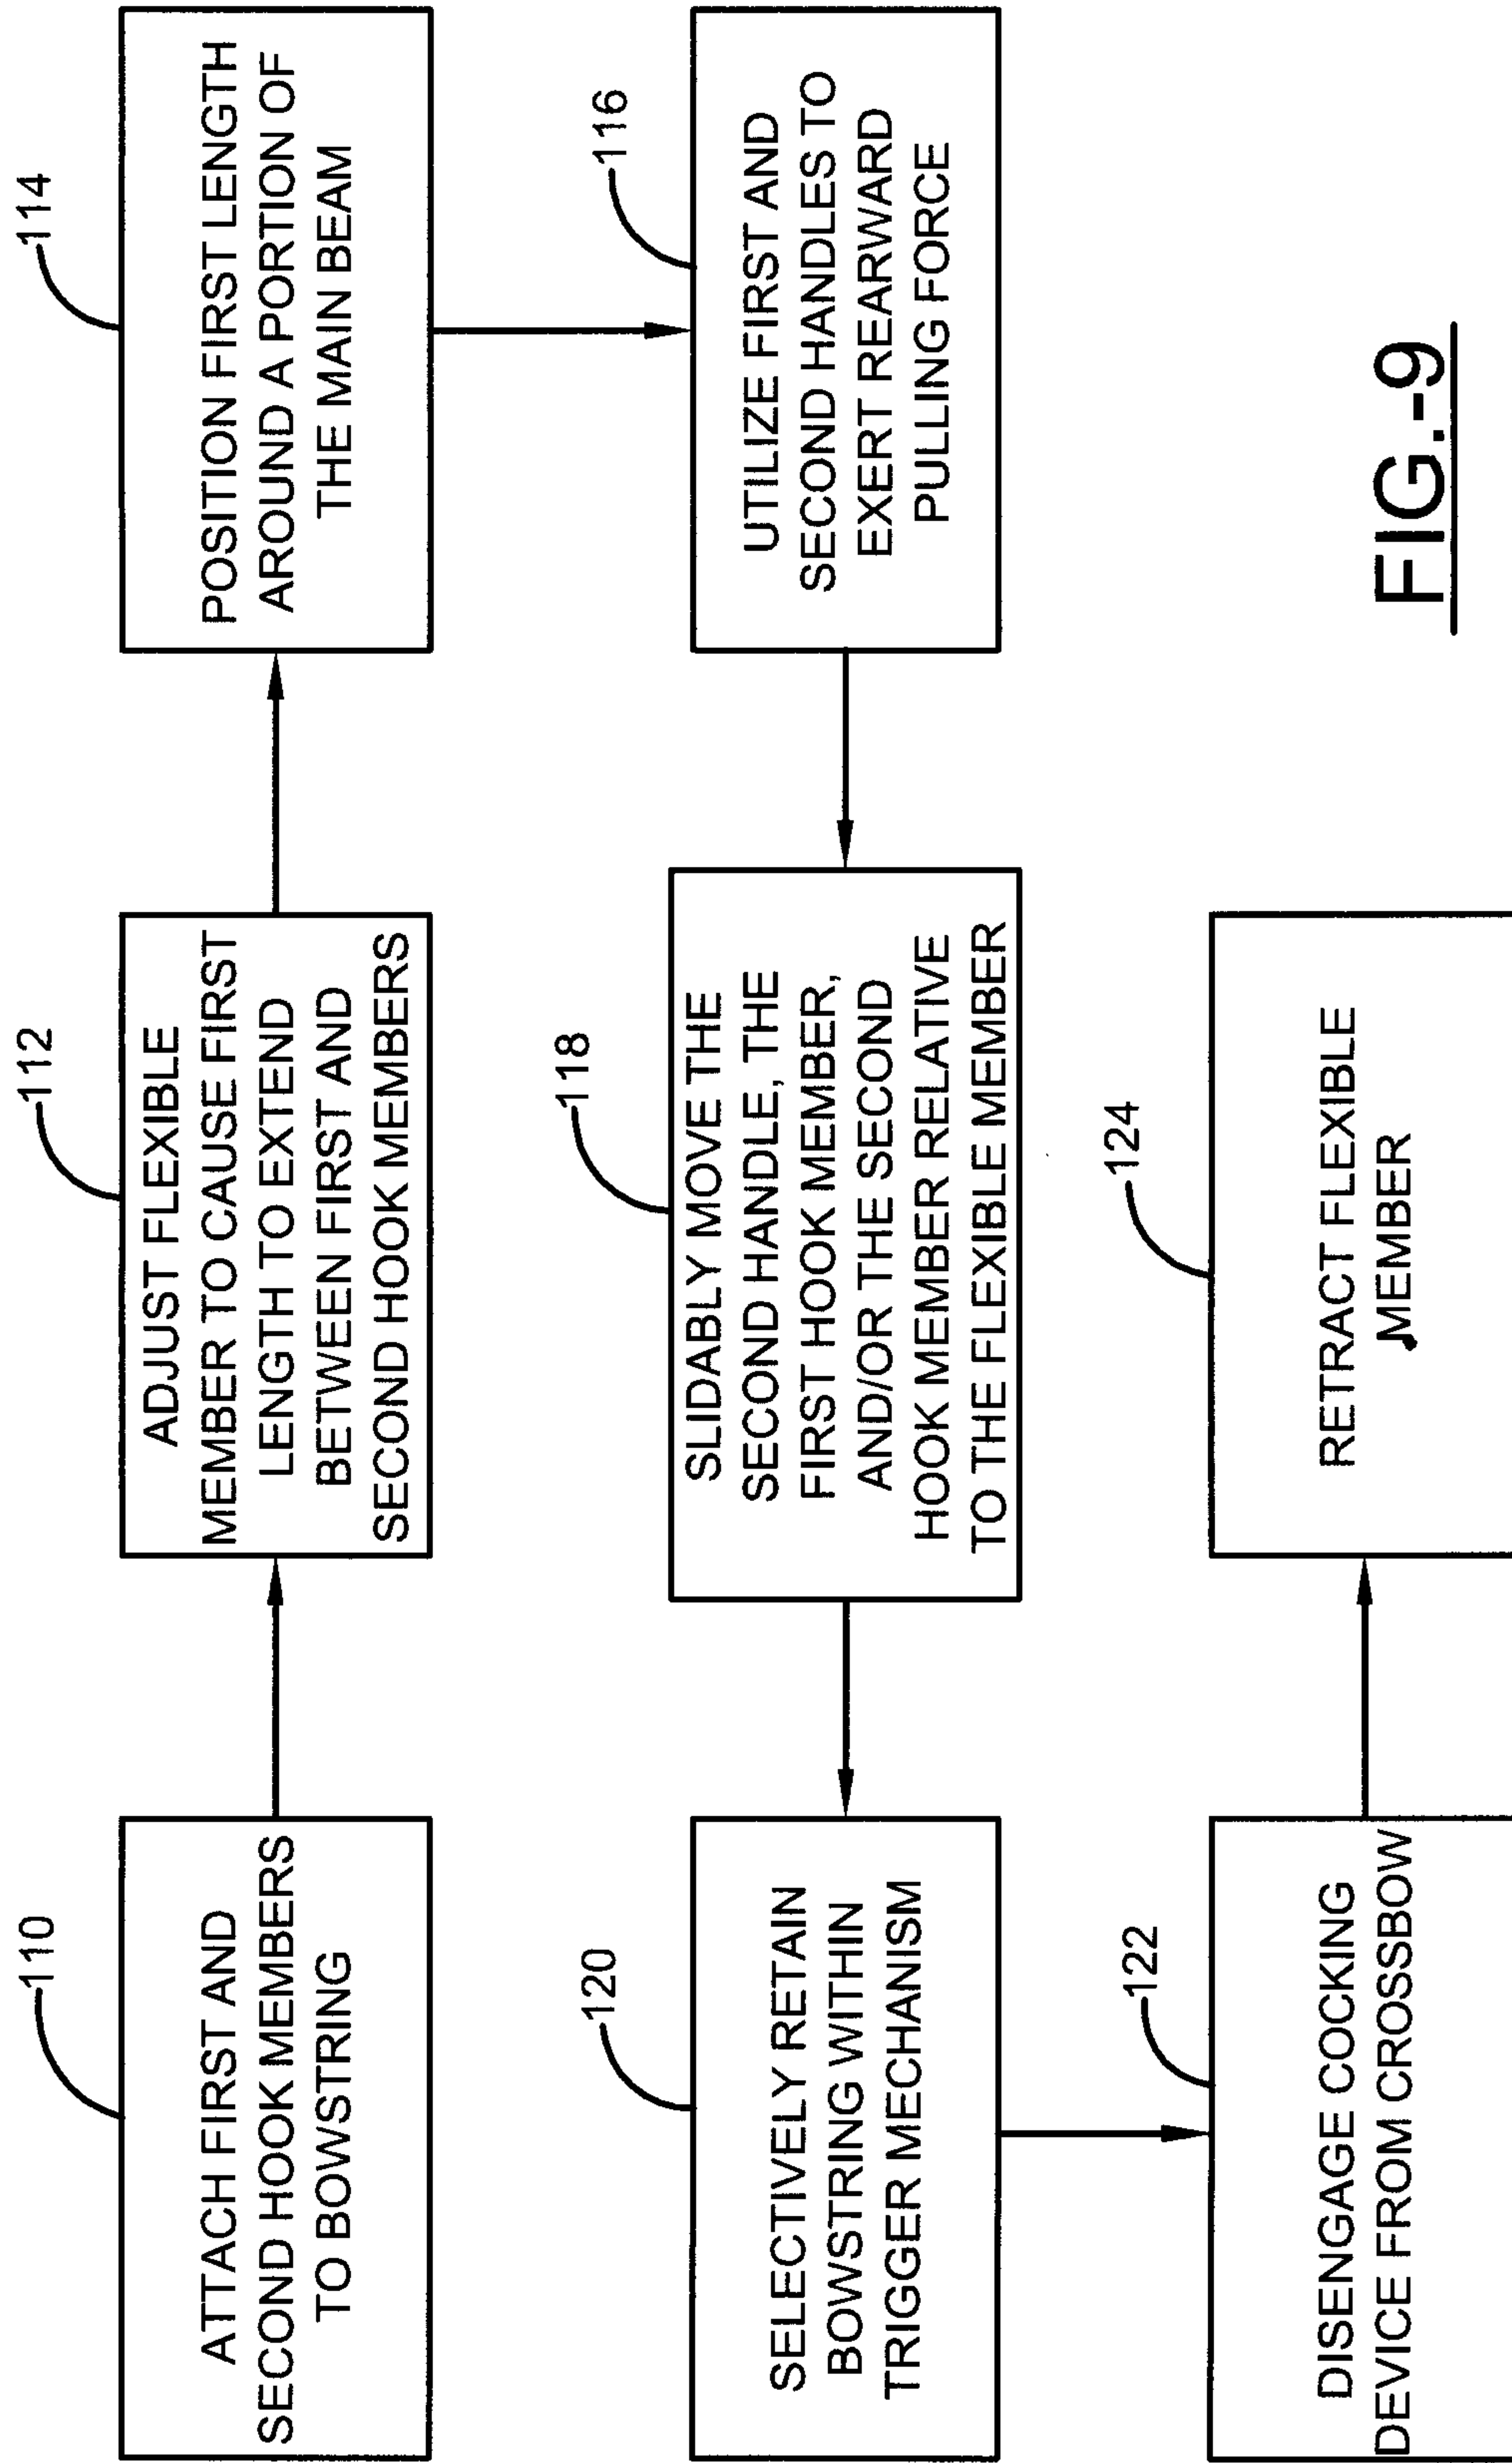 110
ATTACH FIRST AND
SECOND HOOK MEMBERS
TO BOWSTRING
112
ADJUST FLEXIBLE
MEMBER TO CAUSE FIRST
LENGTH TO EXTEND
BETWEEN FIRST AND
SECOND HOOK MEMBERS
114
POSITION FIRST LENGTH
AROUND A PORTION OF
THE MAIN BEAM
116
UTILIZE FIRST AND
SECOND HANDLES TO
EXERT REARWARD
PULLING FORCE
118
SLIDABLY MOVE THE
SECOND HANDLE, THE
FIRST HOOK MEMBER,
AND/OR THE SECOND
HOOK MEMBER RELATIVE
TO THE FLEXIBLE MEMBER
120
SELECTIVELY RETAIN
BOWSTRING WITHIN
TRIGGER MECHANISM
122
DISENGAGE COCKING
DEVICE FROM CROSSBOW
124
RETRACT FLEXIBLE
MEMBER
FIG.-9